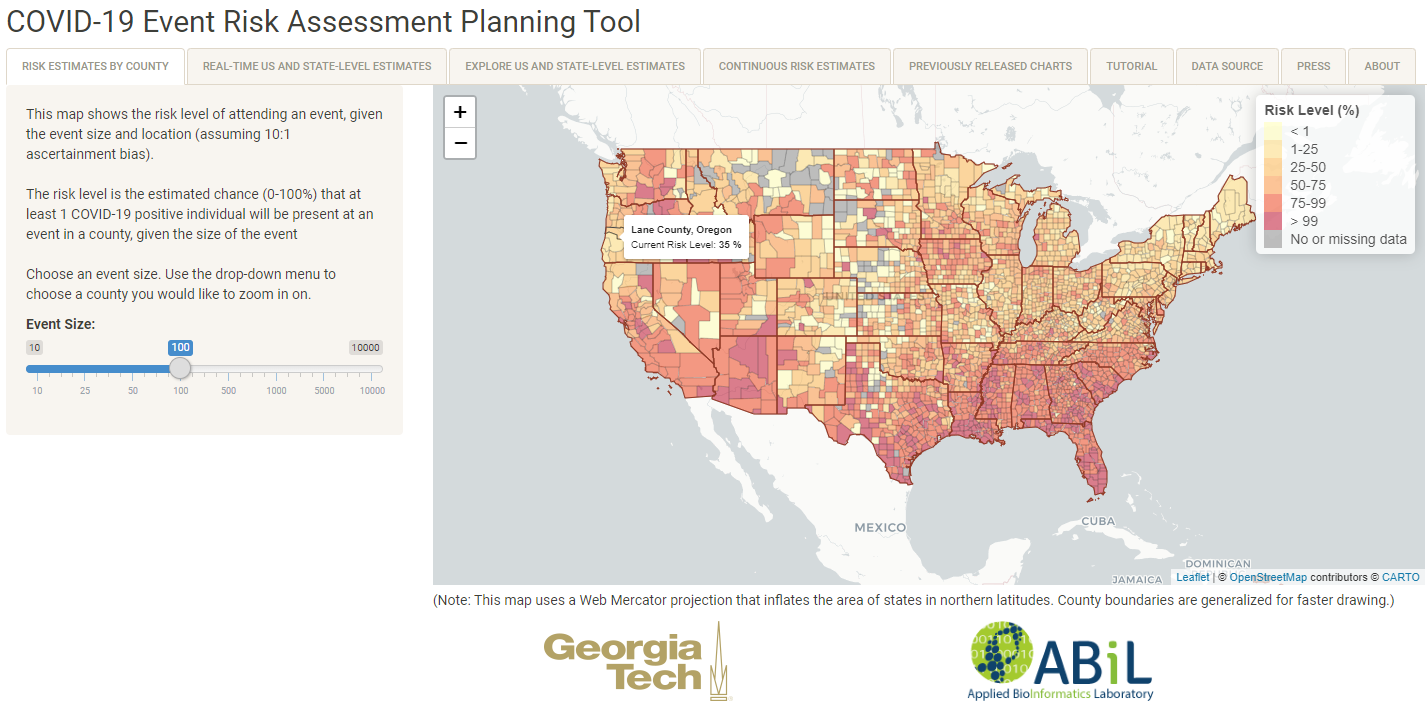 COVID-19 Event Risk Assessment Planning Tool
RISK ESTIMATES BY COUNTY
REAL-TIME US AND STATE-LEVEL ESTIMATES
EXPLORE US AND STATE-LEVEL ESTIMATES
CONTINUOUS RISK ESTIMATES
PREVIOUSLY RELEASED CHARTS
TUTORIAL
DATA SOURCE
PRESS
ABOUT
This map shows the risk level of attending an event, given
the event size and location (assuming 10:1
ascertainment bias).
The risk level is the estimated chance (0-100%) that at
least 1 COVID-19 positive individual will be present at an
event in a county, given the size of the event
Choose an event size. Use the drop-down menu to
choose a county you would like to zoom in on.
Event Size:
10
100
10000
10
25
50
100
500
1000
5000
10000
+
−
Lane County, Oregon
Current Risk Level: 35 %
Risk Level (%)
< 1
1-25
25-50
50-75
75-99
> 99
No or missing data
MEXICO
CUBA
DOMINICAN
JAMAICA
Leaflet | © OpenStreetMap contributors © CARTO
(Note: This map uses a Web Mercator projection that inflates the area of states in northern latitudes. County boundaries are generalized for faster drawing.)
Georgia
Tech
ABiL
Applied BioInformatics Laboratory